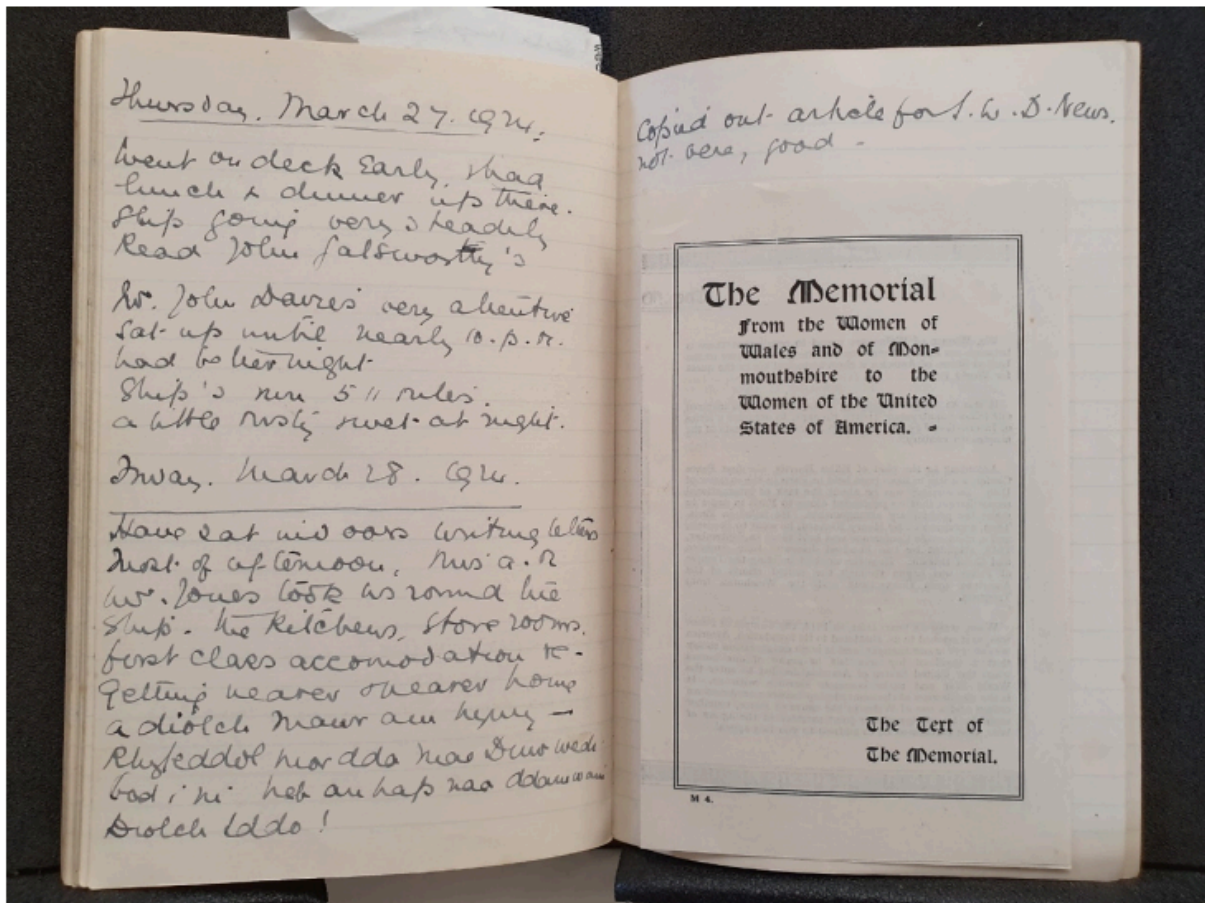 Thursday. March 27. 1924.
Went on deck Early, & had
lunch & dinner up there.
Ship going very steadily
Read John Galsworthy's
Mr. John Davies very attentive
Sat up until nearly 10. p.m.
had better night
Ship's run 511 miles.
a little misty & wet at night.
Friday. March 28. 1924.
Have sat indoors writing letters
most of afternoon,
Mr. Jones took us round the
Ship. The Kitchens, Store rooms,
first class accomodation
Getting nearer & nearer home
a diolch mawr am hynny —
Rhyfeddol mor dda mae Duw wedi
bod i ni heb anhap na
Diolch Iddo!
Copied out article for S. W. D. News.
not very good -
The Memorial
From the Women of
Wales and of Mon-
mouthshire to the
Women of the United
States of America. -
The Text of
The Memorial.
M 4.